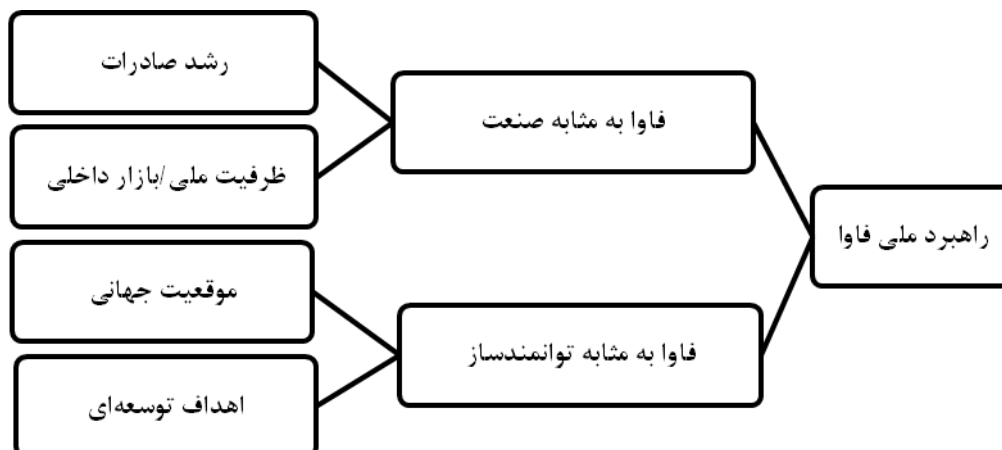 راهبرد ملی فاوا
فاوا به مثابه صنعت
رشد صادرات
ظرفیت ملی/بازار داخلی
فاوا به مثابه توانمندساز
موقعیت جهانی
اهداف توسعه‌ای